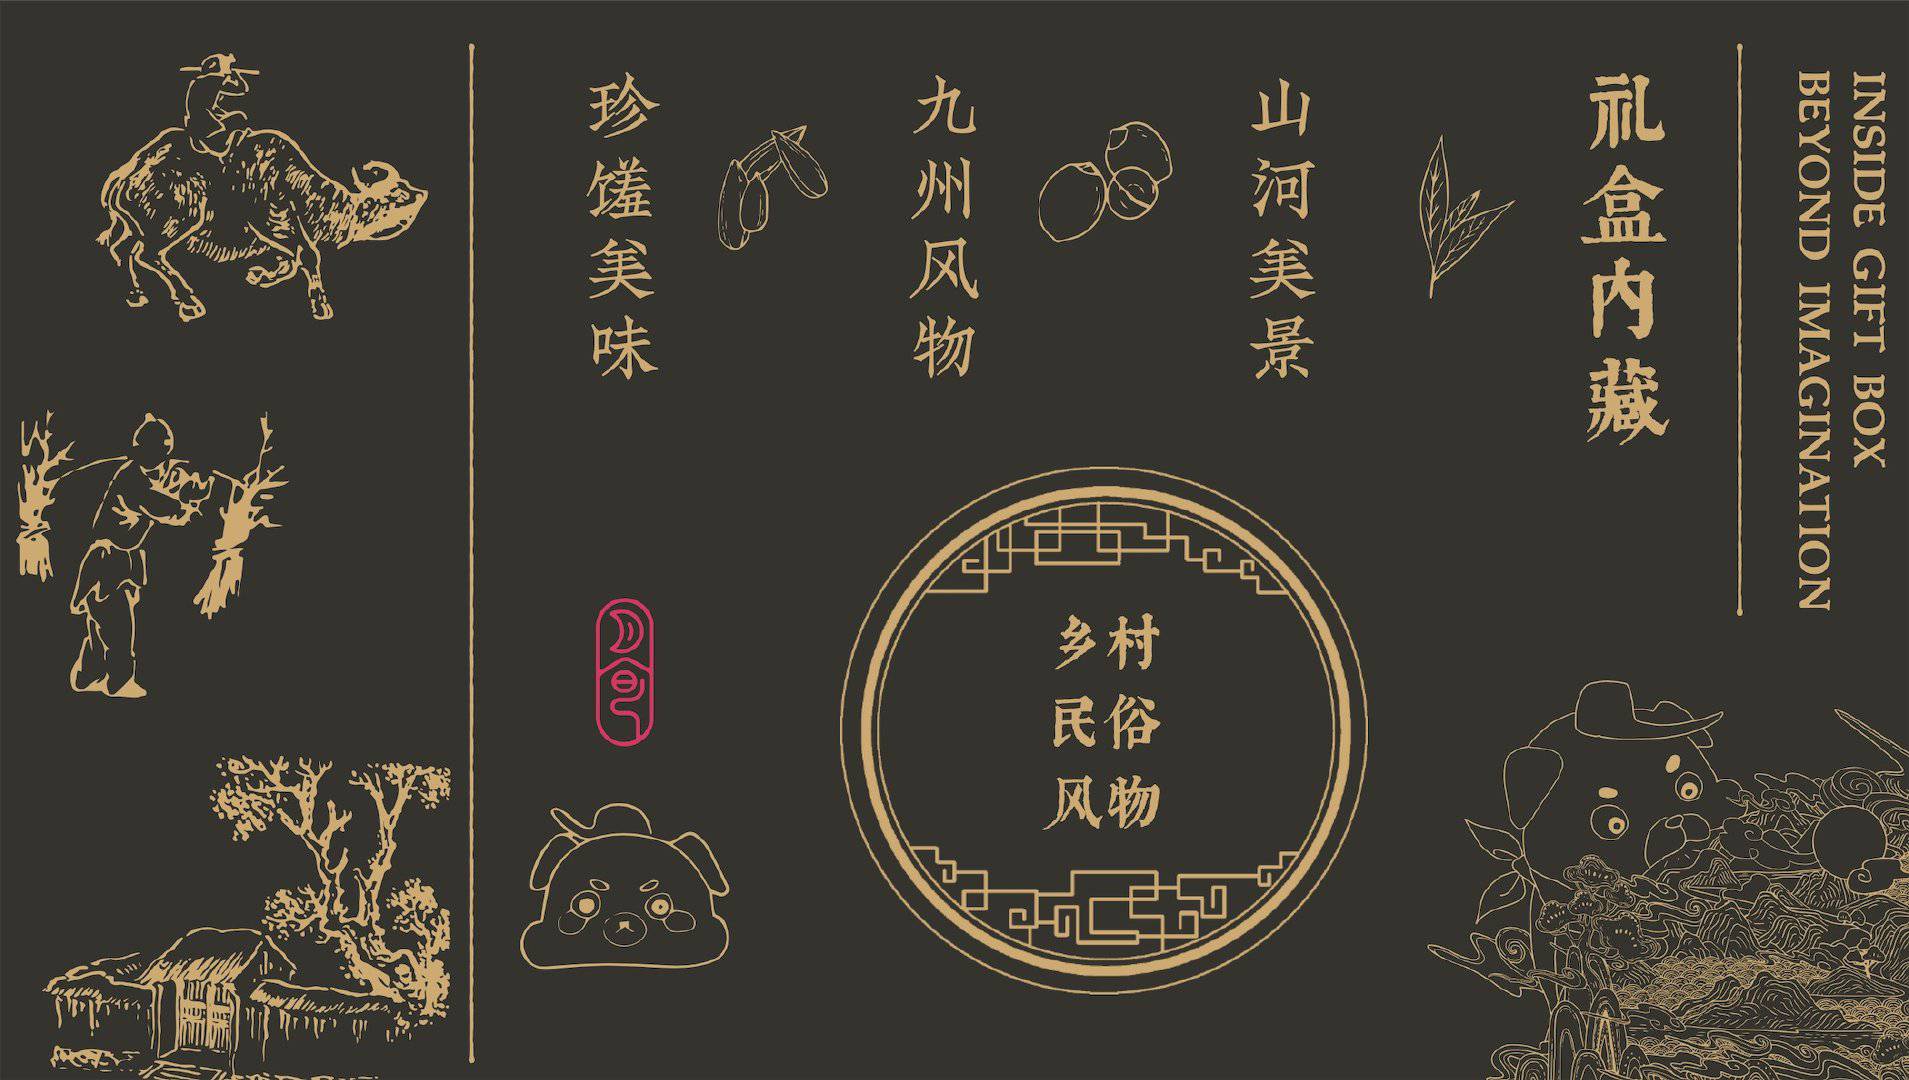 INSIDE GIFT BOX
BEYOND IMAGINATION
礼盒内藏
山河美景
九州风物
珍馐美味
乡村
民俗
风物